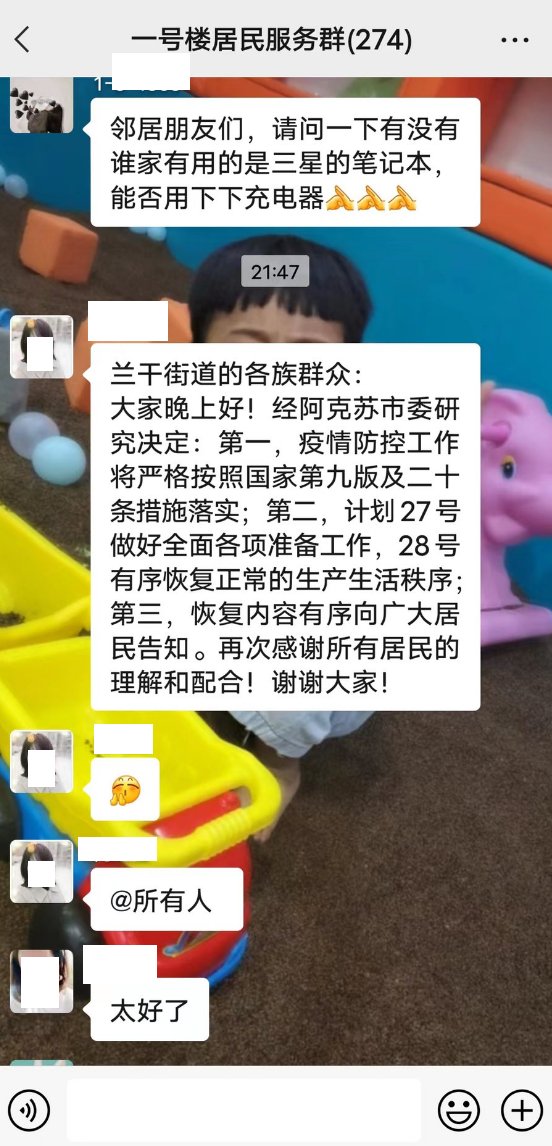 一号楼居民服务群(274)
邻居朋友们，请问一下有没有
谁家有用的是三星的笔记本，
能否用下下充电器
21:47
兰干街道的各族群众：
大家晚上好！经阿克苏市委研
究决定：第一，疫情防控工作
将严格按照国家第九版及二十
条措施落实；第二，计划27号
做好全面各项准备工作，28号
有序恢复正常的生产生活秩序；
第三，恢复内容有序向广大居
民告知。再次感谢所有居民的
理解和配合！谢谢大家！
@所有人
太好了